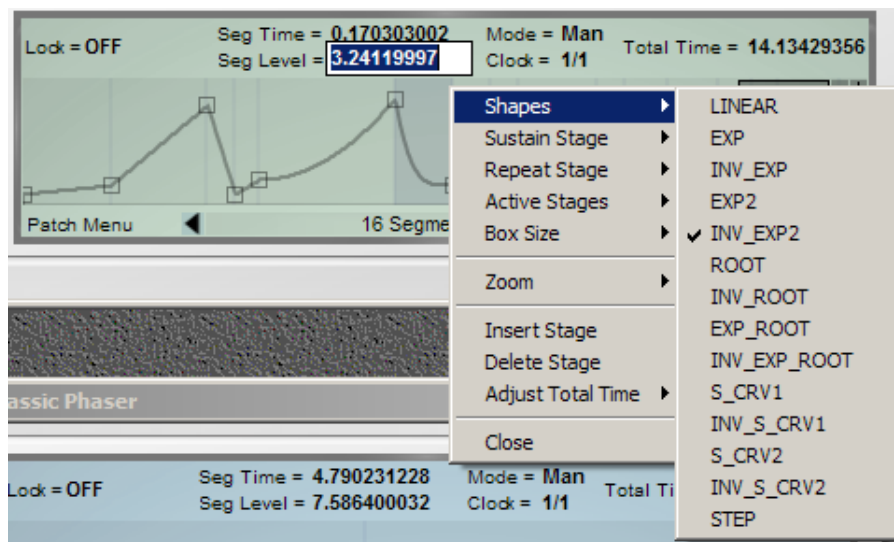 Lock = OFF
Seg Time = 0.170303002
Seg Level = 3.24119997
Mode = Man
Clock = 1/1
Total Time = 14.13429356
Patch Menu
16 Segme
Shapes
Sustain Stage
Repeat Stage
Active Stages
Box Size
Zoom
Insert Stage
Delete Stage
Adjust Total Time
Close
LINEAR
EXP
INV_EXP
EXP2
INV_EXP2
ROOT
INV_ROOT
EXP_ROOT
INV_EXP_ROOT
S_CRV1
INV_S_CRV1
S_CRV2
INV_S_CRV2
STEP
assic Phaser
Lock = OFF
Seg Time = 4.790231228
Seg Level = 7.586400032
Mode = Man
Clock = 1/1
Total Ti